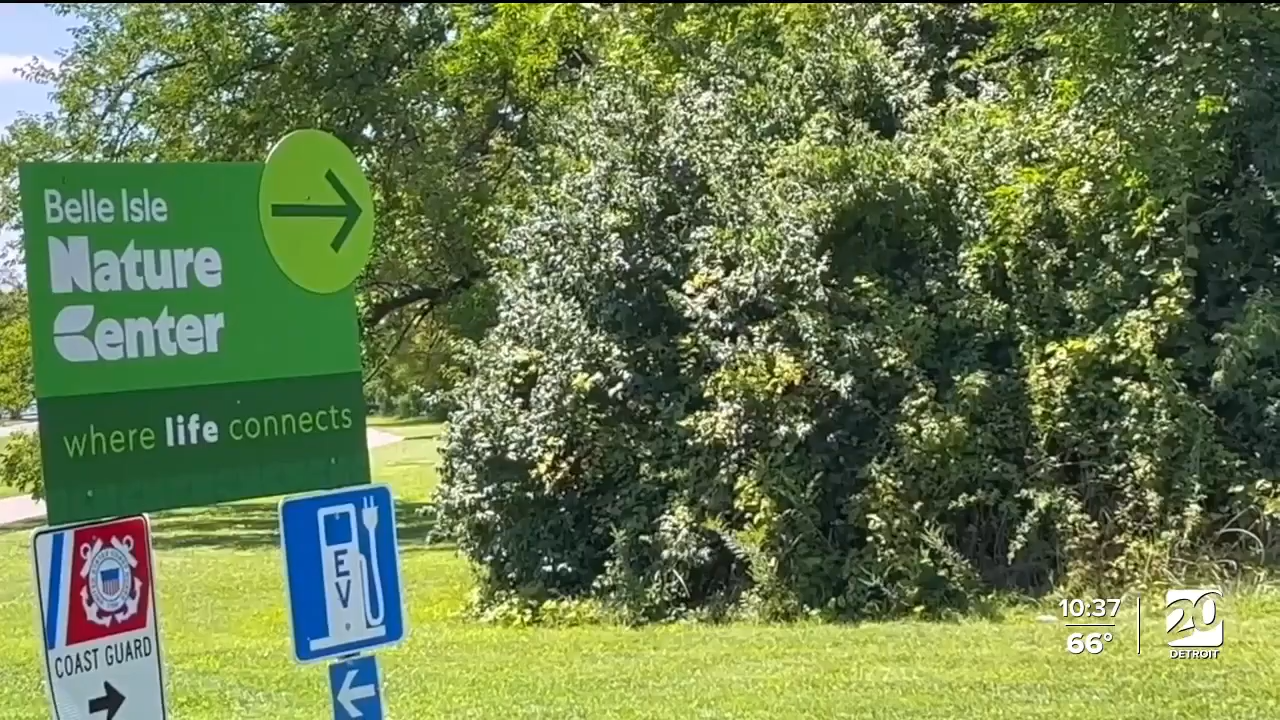 Belle Isle
Nature
Center
where life connects
COAST GUARD
EV
10:37
66°
20
DETROIT